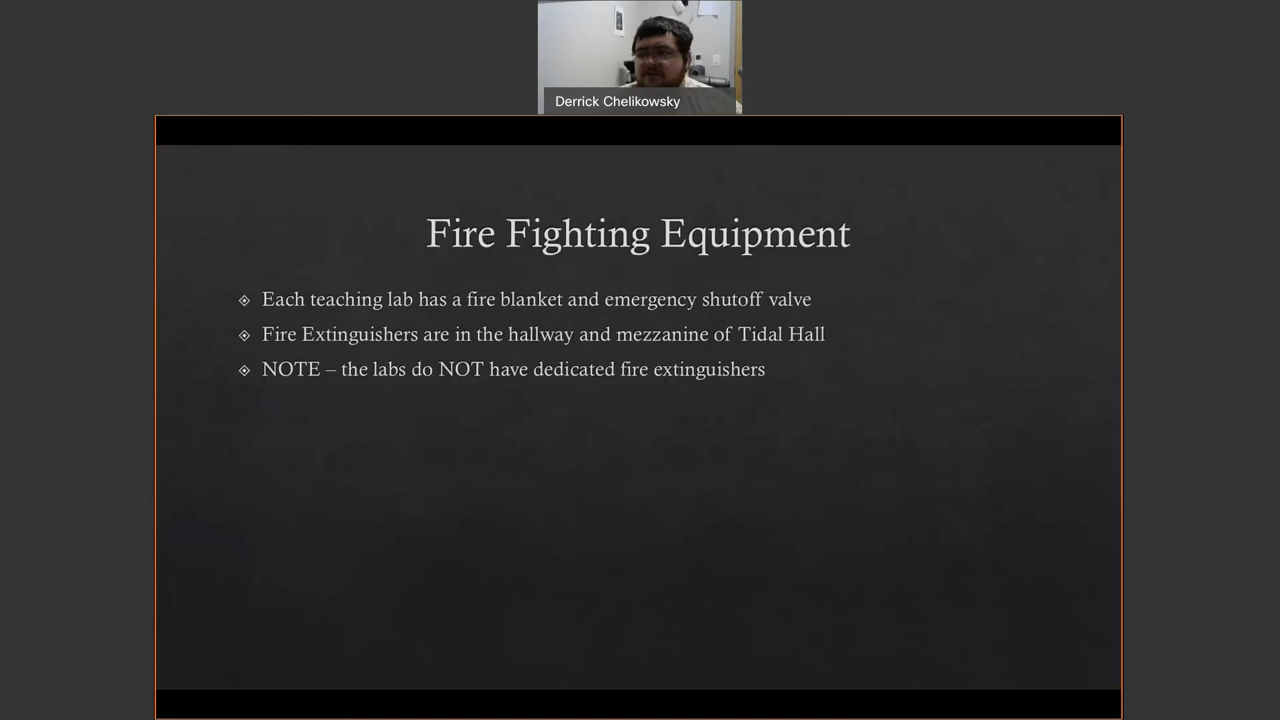 Derrick Chelikowsky
Fire Fighting Equipment
Each teaching lab has a fire blanket and emergency shutoff valve
Fire Extinguishers are in the hallway and mezzanine of Tidal Hall
NOTE – the labs do NOT have dedicated fire extinguishers